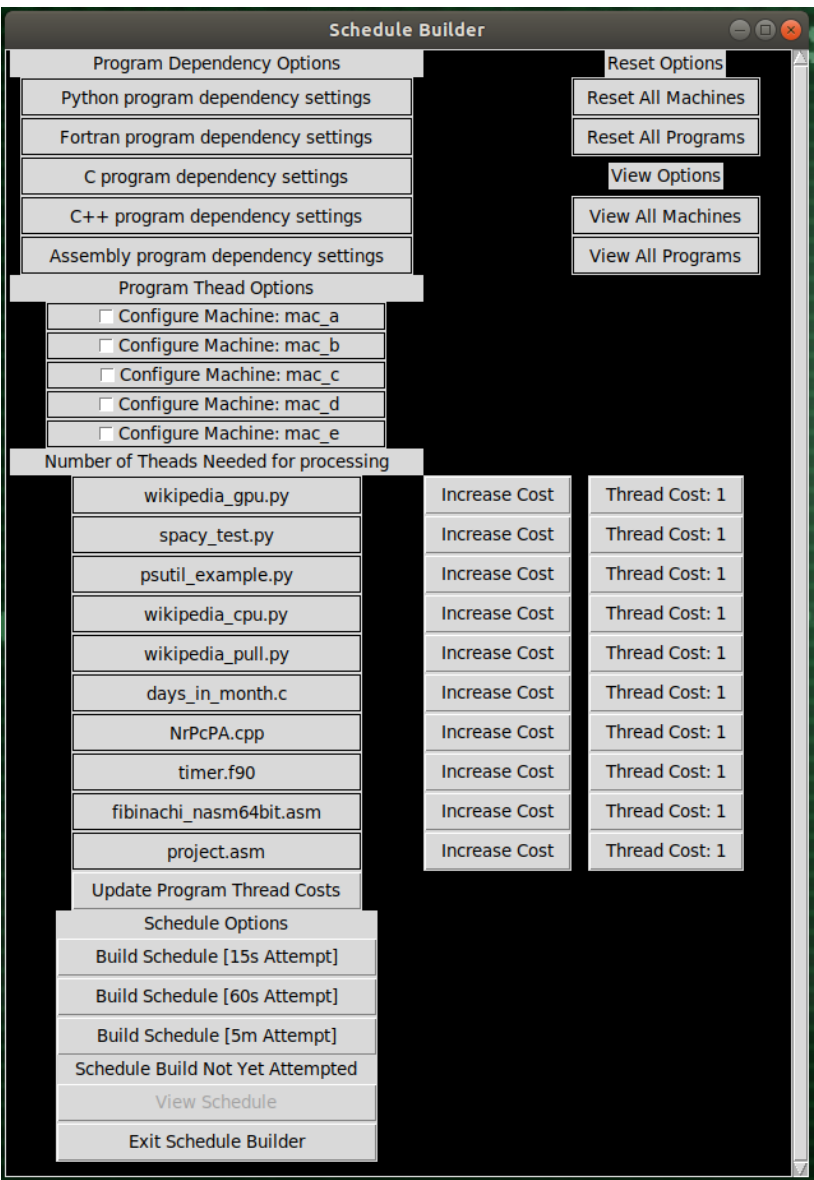 Schedule Builder
Program Dependency Options
Reset Options
Python program dependency settings
Reset All Machines
Fortran program dependency settings
Reset All Programs
C program dependency settings
View Options
C++ program dependency settings
View All Machines
Assembly program dependency settings
View All Programs
Program Thead Options
Configure Machine: mac_a
Configure Machine: mac_b
Configure Machine: mac_c
Configure Machine: mac_d
Configure Machine: mac_e
Number of Theads Needed for processing
wikipedia_gpu.py Increase Cost Thread Cost: 1
spacy_test.py Increase Cost Thread Cost: 1
psutil_example.py Increase Cost Thread Cost: 1
wikipedia_cpu.py Increase Cost Thread Cost: 1
wikipedia_pull.py Increase Cost Thread Cost: 1
days_in_month.c Increase Cost Thread Cost: 1
NrPcPA.cpp Increase Cost Thread Cost: 1
timer.f90 Increase Cost Thread Cost: 1
fibinachi_nasm64bit.asm Increase Cost Thread Cost: 1
project.asm Increase Cost Thread Cost: 1
Update Program Thread Costs
Schedule Options
Build Schedule [15s Attempt]
Build Schedule [60s Attempt]
Build Schedule [5m Attempt]
Schedule Build Not Yet Attempted
View Schedule
Exit Schedule Builder